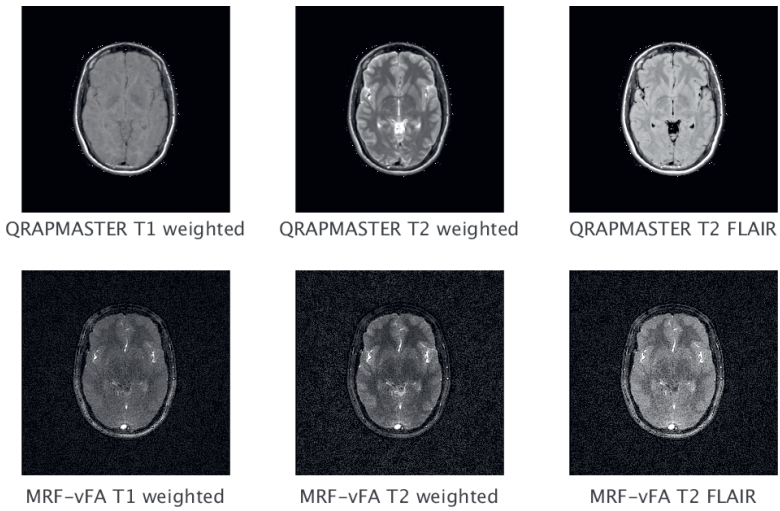 QRAPMASTER T1 weighted
QRAPMASTER T2 weighted
QRAPMASTER T2 FLAIR
MRF-vFA T1 weighted
MRF-vFA T2 weighted
MRF-vFA T2 FLAIR